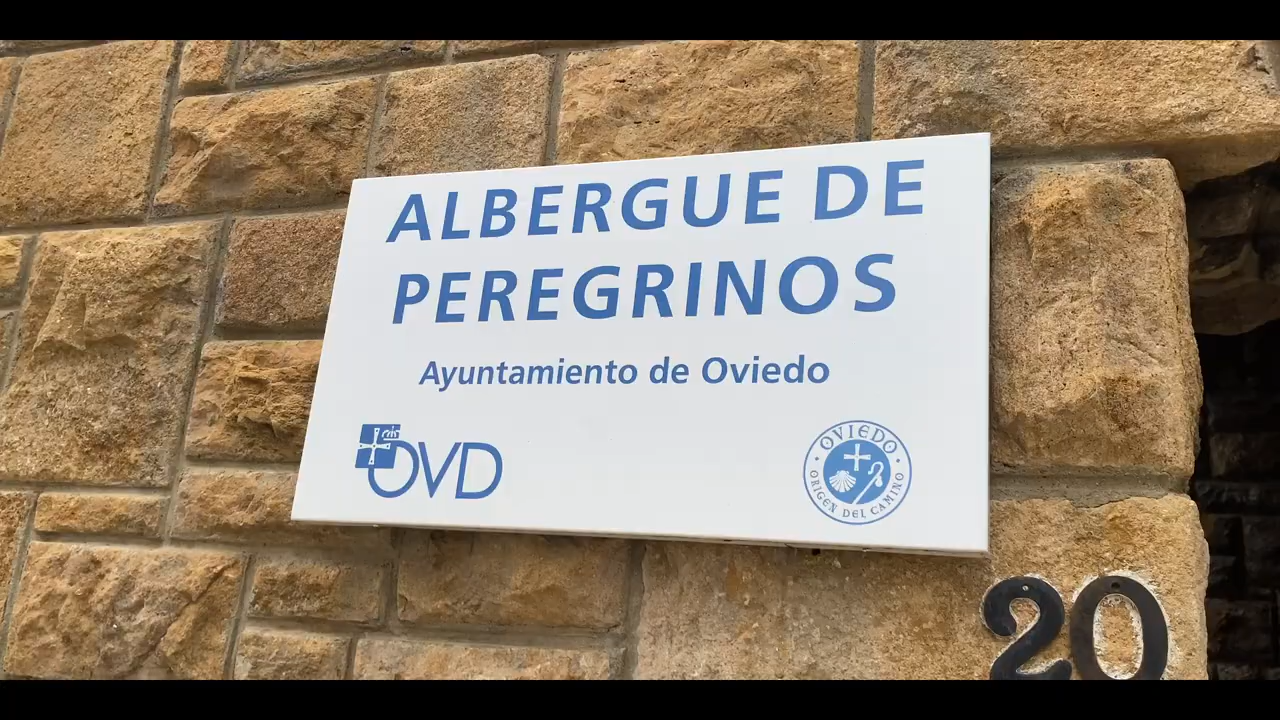 ALBERGUE DE
PEREGRINOS
Ayuntamiento de Oviedo
OVD
OVIEDO
ORIGEN DEL CAMINO
20